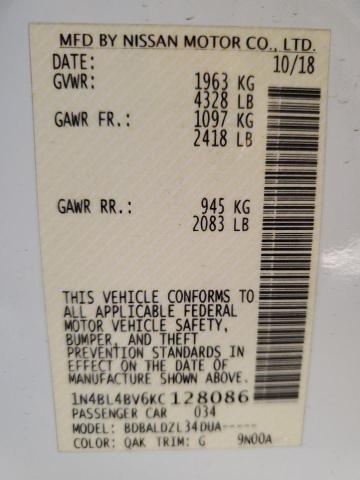 MFD BY NISSAN MOTOR CO., LTD.
DATE: 10/18
GVWR: 1963 KG
4328 LB
GAWR FR.: 1097 KG
2418 LB
GAWR RR.: 945 KG
2083 LB
THIS VEHICLE CONFORMS TO
ALL APPLICABLE FEDERAL
MOTOR VEHICLE SAFETY,
BUMPER, AND THEFT
PREVENTION STANDARDS IN
EFFECT ON THE DATE OF
MANUFACTURE SHOWN ABOVE.
1N4BL4BV6KC128086
PASSENGER CAR 034
MODEL: BDBALDZL34DUA-----
COLOR: QAK TRIM: G 9N00A